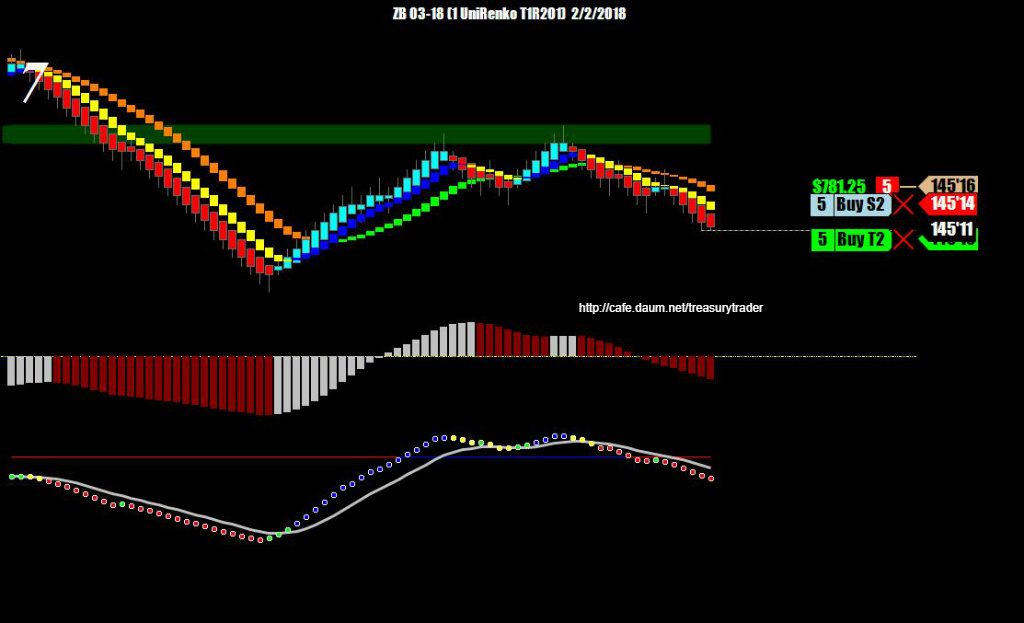 ZB 03-18 (1 UniRenko T1R201) 2/2/2018
$781.25 5 145'16
5 Buy S2 145'14
145'11
5 Buy T2
http://cafe.daum.net/treasurytrader